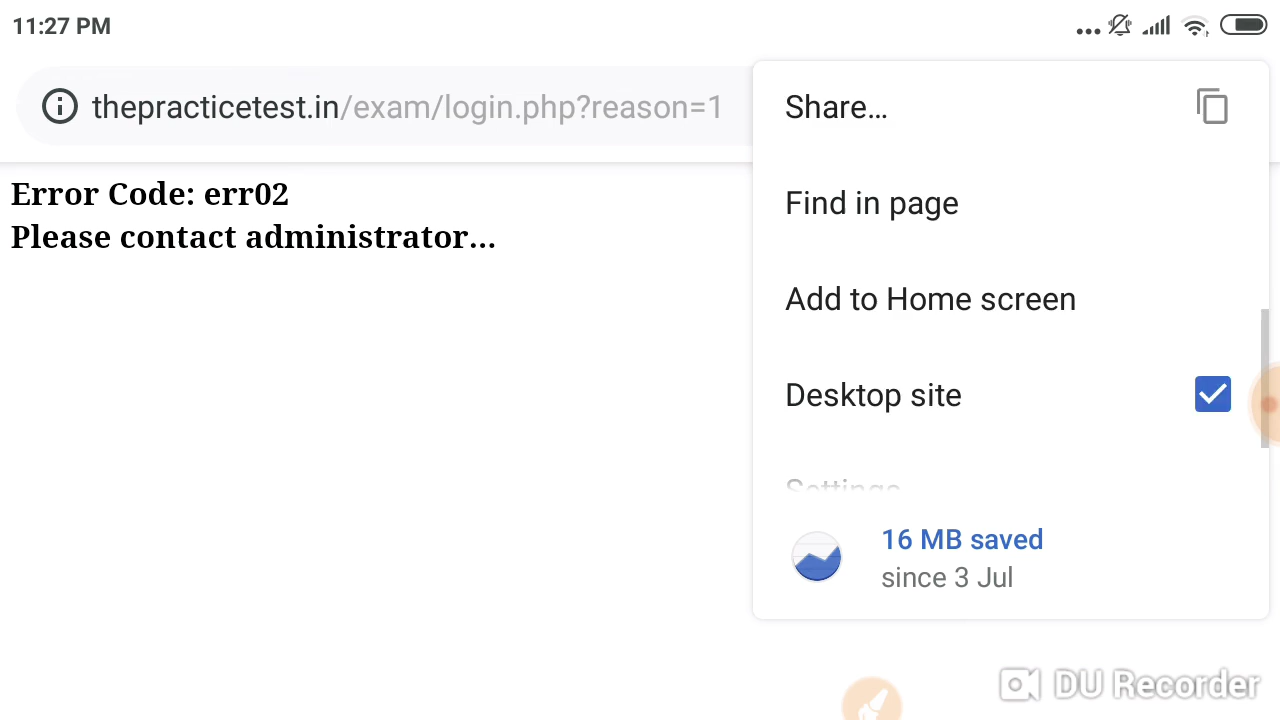 11:27 PM
thepracticetest.in/exam/login.php?reason=1
Error Code: err02
Please contact administrator...
Share...
Find in page
Add to Home screen
Desktop site
Settings
16 MB saved
since 3 Jul
DU Recorder